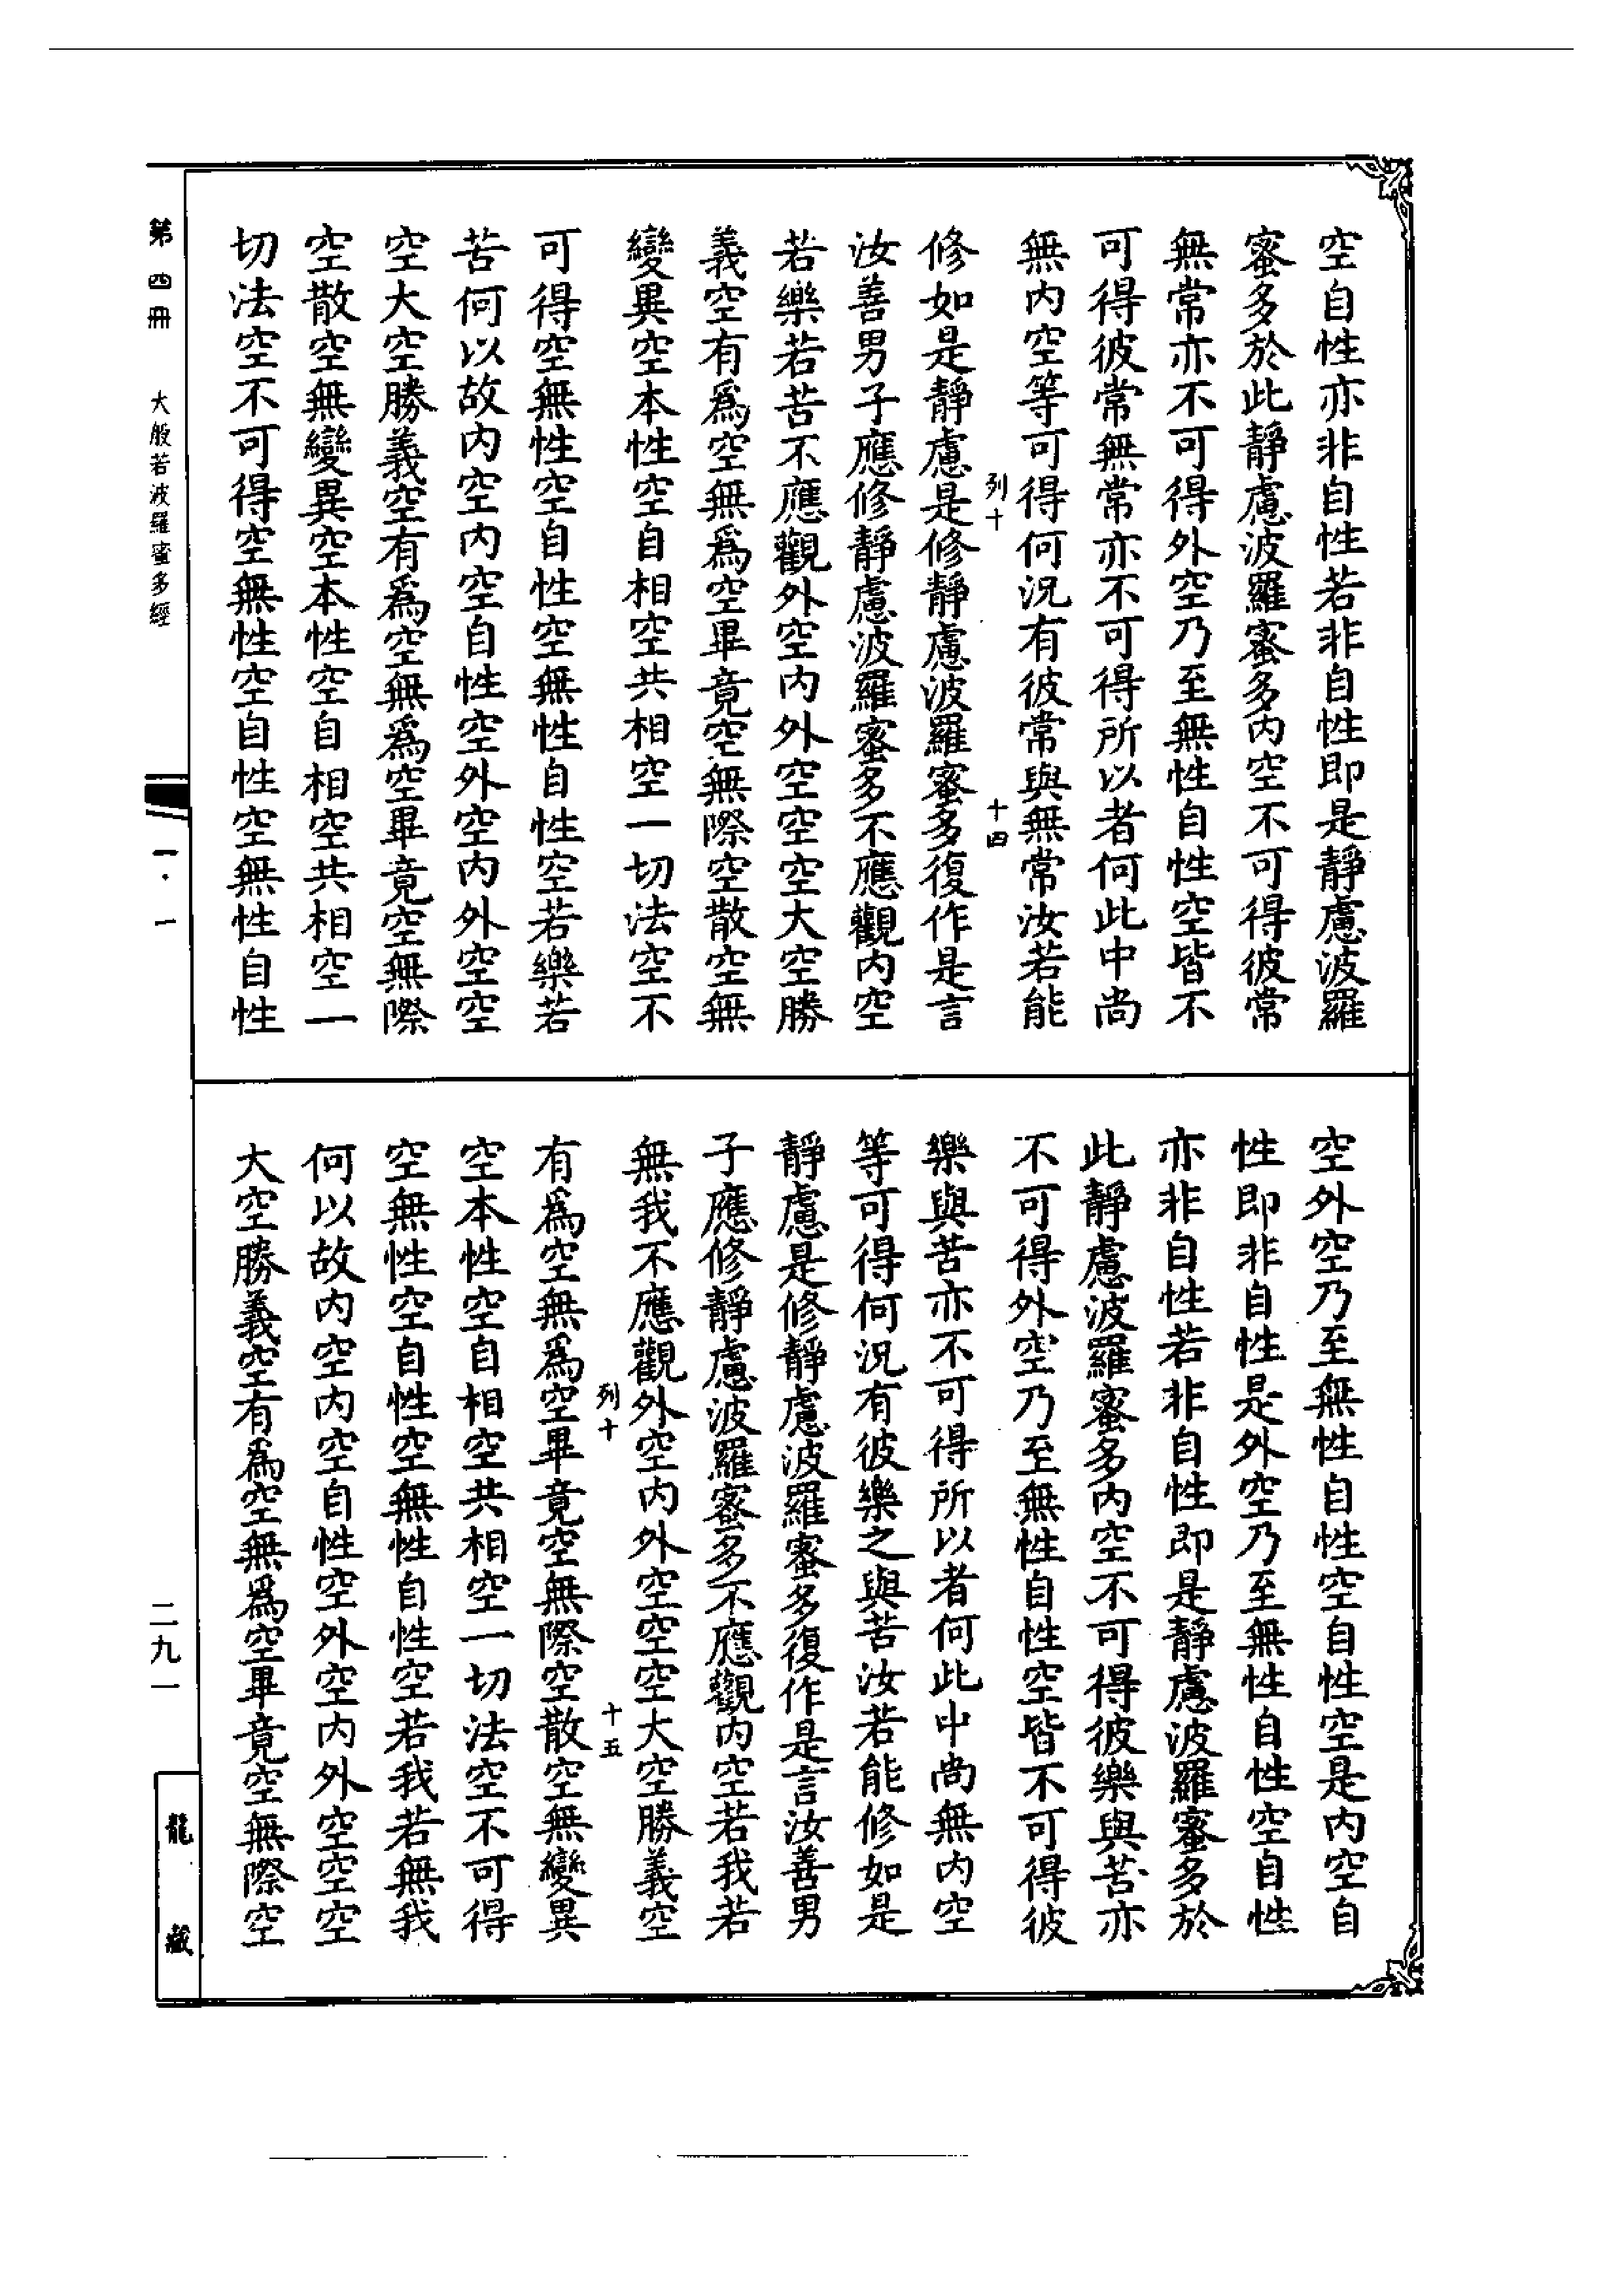 空自性亦非自性若非自性即是靜慮波羅
蜜多於此靜慮波羅蜜多內空不可得彼常
無常亦不可得外空乃至無性自性空皆不
可得彼常無常亦不可得所以者何此中尚
無內空等可得何況有彼常與無常汝若能
列十 十四
修如是靜慮是修靜慮波羅蜜多復作是言
汝善男子應修靜慮波羅蜜多不應觀內空
若樂若苦不應觀外空內外空空空大空勝
義空有爲空無爲空畢竟空無際空散空無
變異空本性空自相空共相空一切法空不
可得空無性空自性空無性自性空若樂若
苦何以故內空內空自性空外空內外空空
空大空勝義空有爲空無爲空畢竟空無際
空散空無變異空本性空自相空共相空一
切法空不可得空無性空自性空無性自性
空外空乃至無性自性空自性空是內空自
性即非自性是外空乃至無性自性空自性
亦非自性若非自性即是靜慮波羅蜜多於
此靜慮波羅蜜多內空不可得彼樂與苦亦
不可得外空乃至無性自性空皆不可得彼
樂與苦亦不可得所以者何此中尚無內空
等可得何況有彼樂之與苦汝若能修如是
靜慮是修靜慮波羅蜜多復作是言汝善男
子應修靜慮波羅蜜多不應觀內空若我若
無我不應觀外空內外空空空大空勝義空
列十 十五
有爲空無爲空畢竟空無際空散空無變異
空本性空自相空共相空一切法空不可得
空無性空自性空無性自性空若我若無我
何以故內空內空自性空外空內外空空空
大空勝義空有爲空無爲空畢竟空無際空
第四冊 大般若波羅蜜多經 一·一 二九一 龍藏